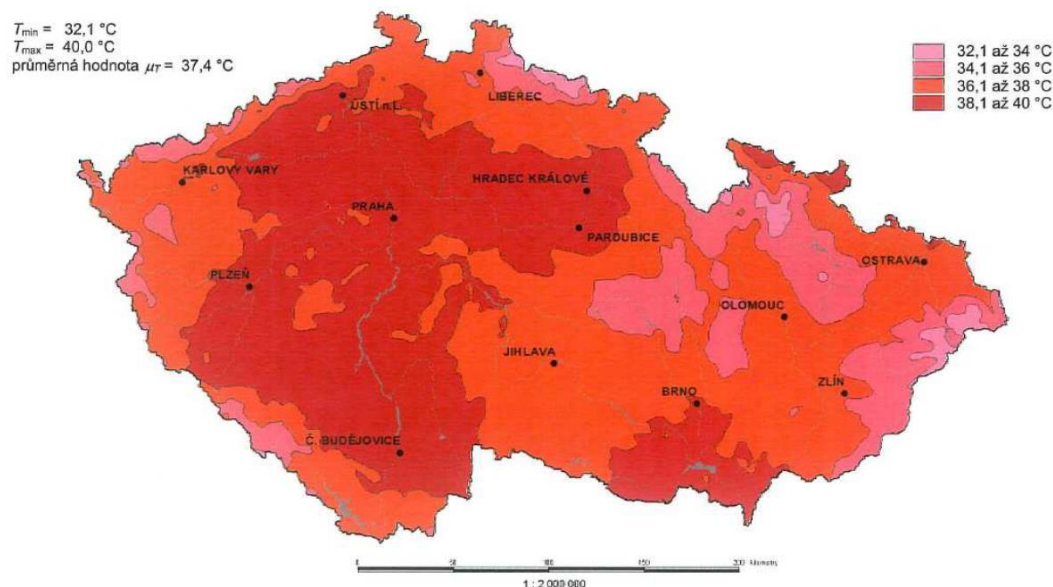 Tmin = 32,1 °C
Tmax = 40,0 °C
průměrná hodnota μT = 37,4 °C
32,1 až 34 °C
34,1 až 36 °C
36,1 až 38 °C
38,1 až 40 °C
LIBEREC
ÚSTÍ n.L.
KARLOVY VARY
HRADEC KRÁLOVÉ
PRAHA
PARDUBICE
OSTRAVA
PLZEŇ
OLOMOUC
JIHLAVA
BRNO
ZLÍN
Č. BUDĚJOVICE
0 50 100 150 200
1 : 2 000 000